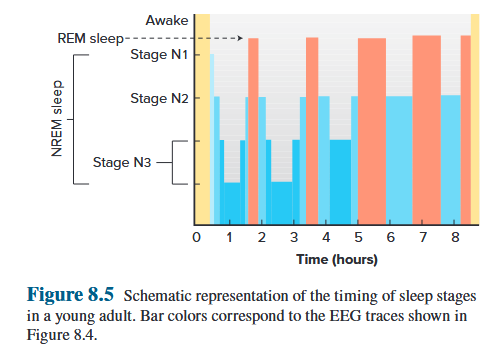 Awake
REM sleep
Stage N1
Stage N2
Stage N3
NREM sleep
0 1 2 3 4 5 6 7 8
Time (hours)
Figure 8.5 Schematic representation of the timing of sleep stages
in a young adult. Bar colors correspond to the EEG traces shown in
Figure 8.4.